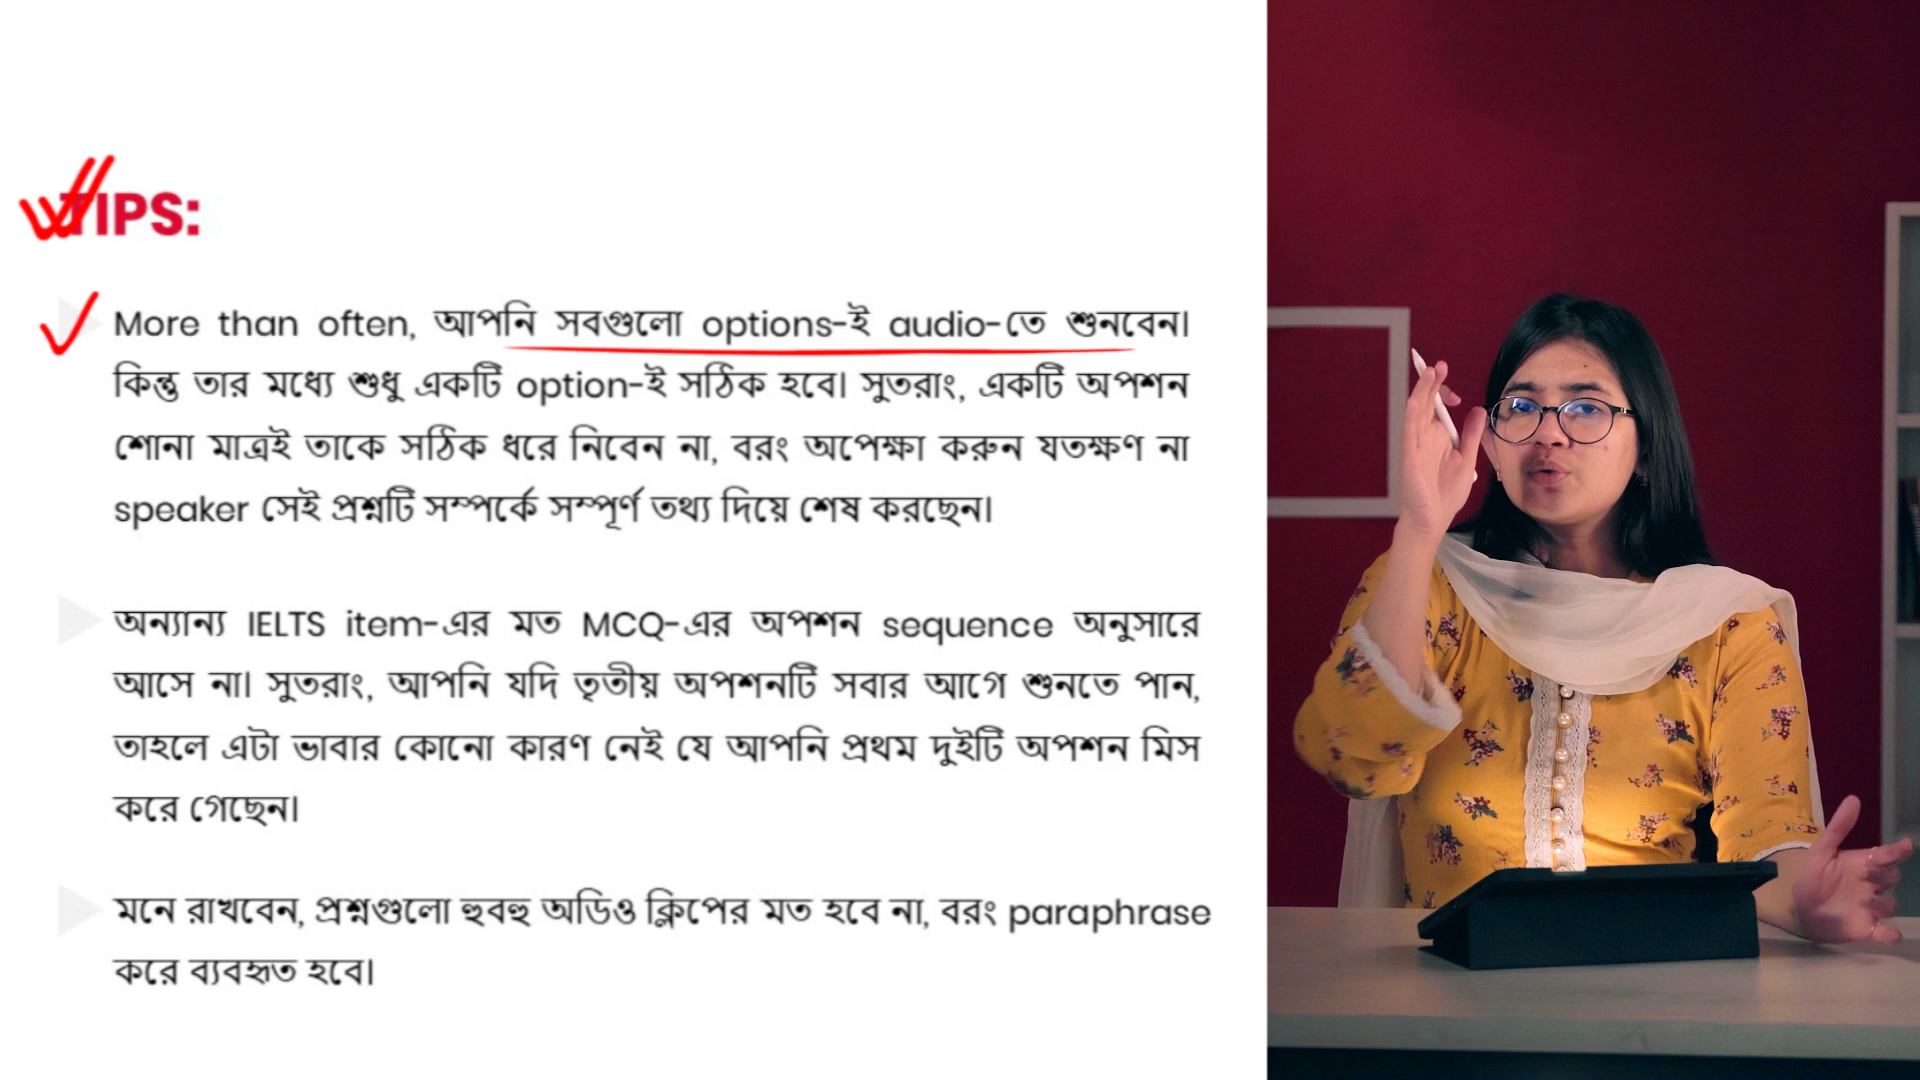 TIPS:
More than often, আপনি সবগুলো options-ই audio-তে শুনবেন।
কিন্তু তার মধ্যে শুধু একটি option-ই সঠিক হবে। সুতরাং, একটি অপশন
শোনা মাত্রই তাকে সঠিক ধরে নিবেন না, বরং অপেক্ষা করুন যতক্ষণ না
speaker সেই প্রশ্নটি সম্পর্কে সম্পূর্ণ তথ্য দিয়ে শেষ করছেন।
অন্যান্য IELTS item-এর মত MCQ-এর অপশন sequence অনুসারে
আসে না। সুতরাং, আপনি যদি তৃতীয় অপশনটি সবার আগে শুনতে পান,
তাহলে এটা ভাবার কোনো কারণ নেই যে আপনি প্রথম দুইটি অপশন মিস
করে গেছেন।
মনে রাখবেন, প্রশ্নগুলো হুবহু অডিও ক্লিপের মত হবে না, বরং paraphrase
করে ব্যবহৃত হবে।